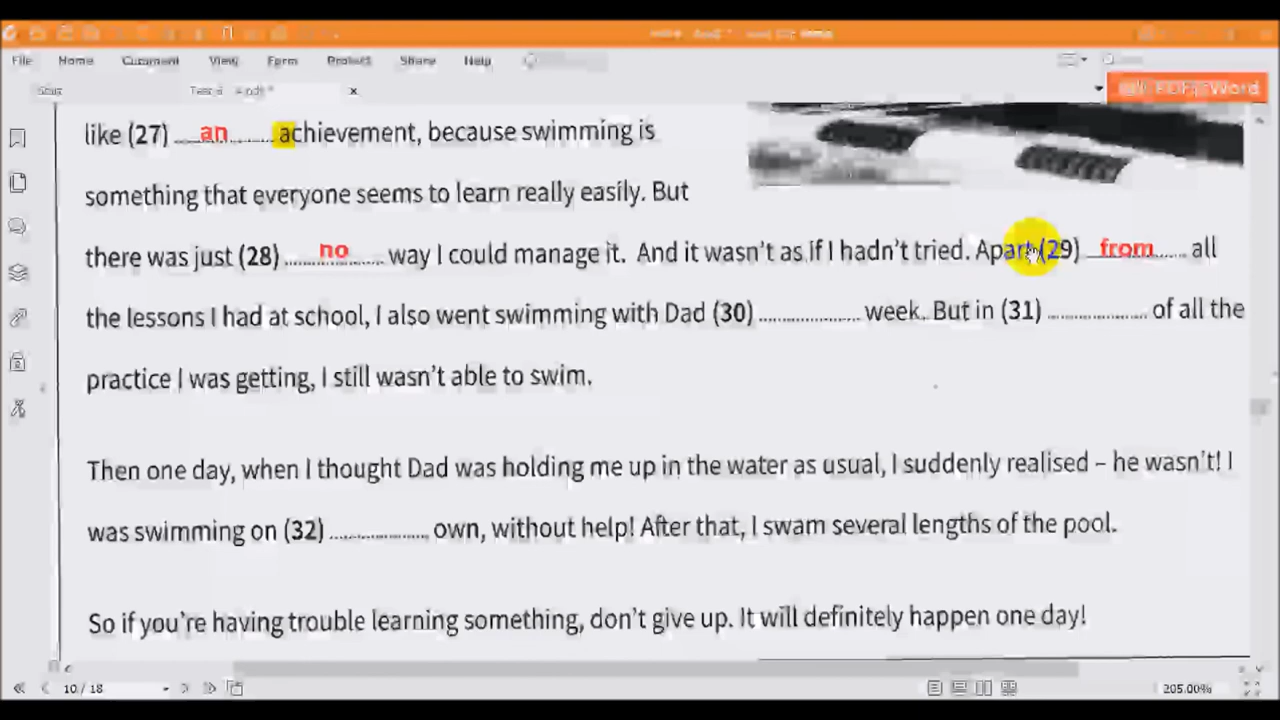 File Home Comment View Form Protect Share Help
like (27) an achievement, because swimming is
something that everyone seems to learn really easily. But
there was just (28) no way I could manage it. And it wasn't as if I hadn't tried. Apart (29) from all
the lessons I had at school, I also went swimming with Dad (30) .................... week. But in (31) .................... of all the
practice I was getting, I still wasn't able to swim.
Then one day, when I thought Dad was holding me up in the water as usual, I suddenly realised – he wasn't! I
was swimming on (32) .................... own, without help! After that, I swam several lengths of the pool.
So if you're having trouble learning something, don't give up. It will definitely happen one day!
10 / 18
205.00%